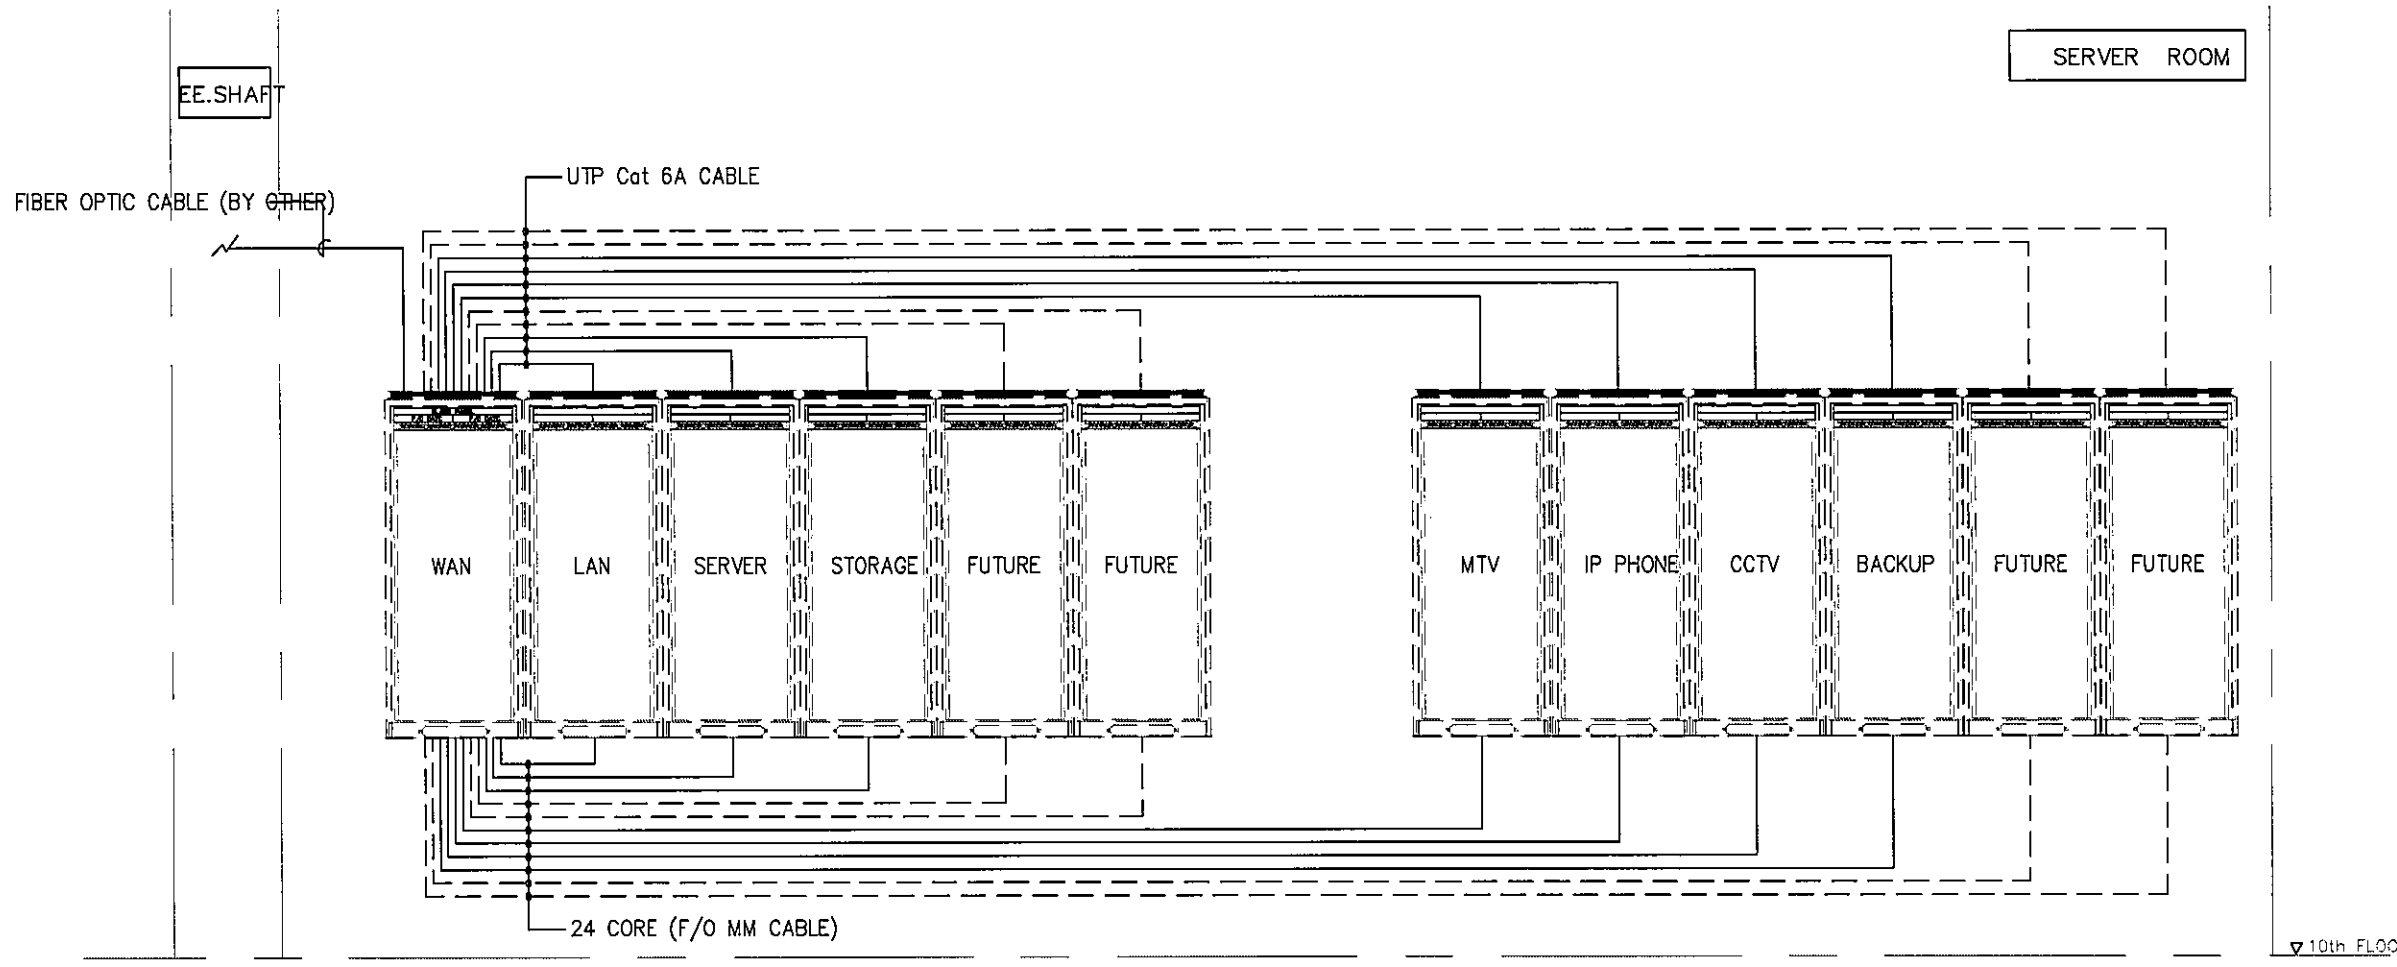 SERVER ROOM
EE.SHAFT
UTP Cat 6A CABLE
FIBER OPTIC CABLE (BY OTHER)
WAN
LAN
SERVER
STORAGE
FUTURE
FUTURE
MTV
IP PHONE
CCTV
BACKUP
FUTURE
FUTURE
24 CORE (F/O MM CABLE)
10th FLOO